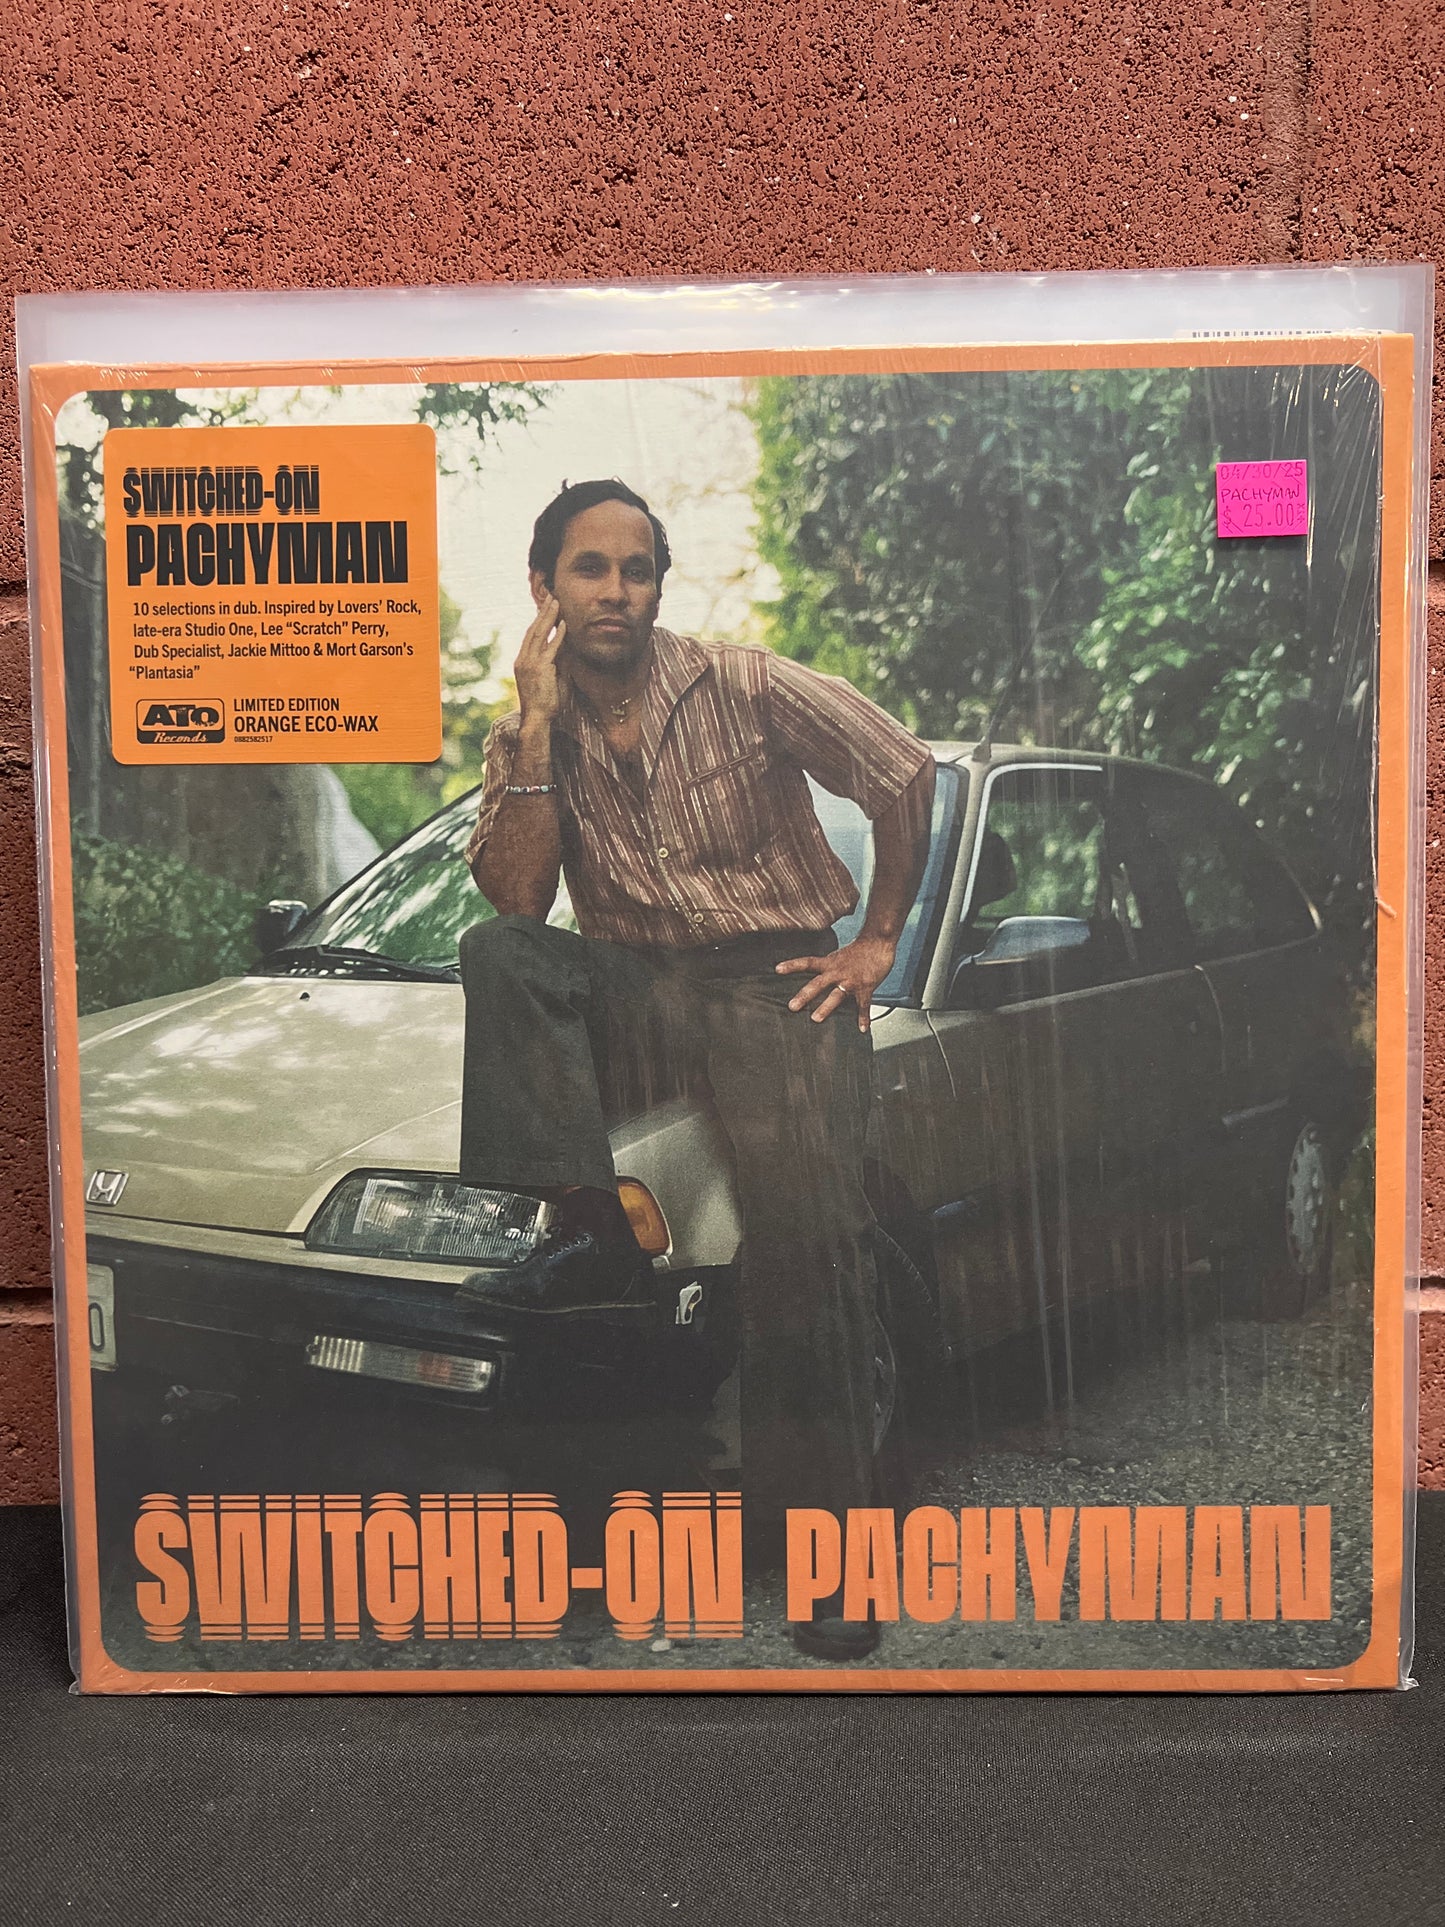 04/30/25
PACHYMAN
25.00
SWITCHED-ON
PACHYMAN
10 selections in dub. Inspired by Lovers' Rock,
late-era Studio One, Lee "Scratch" Perry,
Dub Specialist, Jackie Mittoo & Mort Garson's
"Plantasia"
ATO
Records
LIMITED EDITION
ORANGE ECO-WAX
0882582517
SWITCHED-ON PACHYMAN